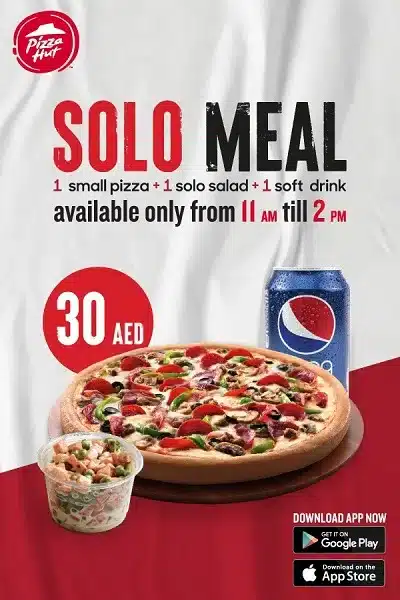 Pizza
Hut
SOLO MEAL
1 small pizza + 1 solo salad + 1 soft drink
available only from 11 AM till 2 PM
30 AED
DOWNLOAD APP NOW
GET IT ON
Google Play
Download on the
App Store